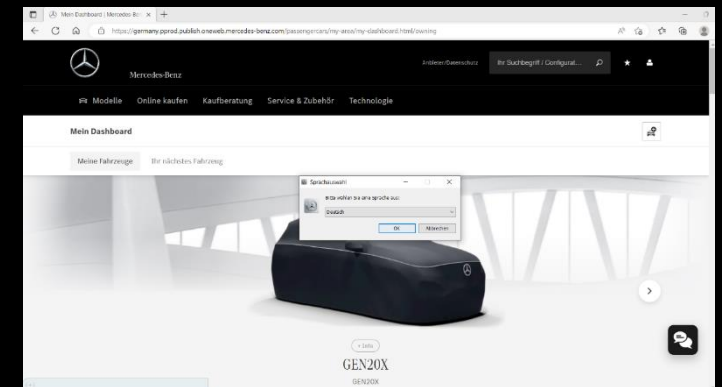 Mein Dashboard | Mercedes-Ben
https://germany.pprod.publish.oneweb.mercedes-benz.com/passengercars/my-area/my-dashboard.html/owning
Mercedes-Benz
Anbieter/Datenschutz
Ihr Suchbegriff / Configurat...
Modelle Online kaufen Kaufberatung Service & Zubehör Technologie
Mein Dashboard
Meine Fahrzeuge Ihr nächstes Fahrzeug
Sprachauswahl
Bitte wählen Sie eine Sprache aus:
Deutsch
OK Abbrechen
GEN20X
GEN20X